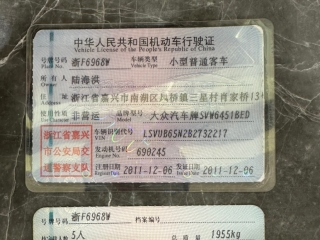 中华人民共和国机动车行驶证
Vehicle License of the People's Republic of China
号牌号码 浙F6968W 车辆类型 小型普通客车
Vehicle Type
所有人 陆海洪
住址 浙江省嘉兴市南湖区凤桥镇三星村肖家桥13
使用性质 非营运 品牌型号 大众汽车牌SVW6451BED
Model
浙江省嘉兴市公安局交通警察支队
车辆识别代号 LSVUB65N2B2732217
VIN
发动机号码 690245
Engine No.
注册日期 2011-12-06 发证日期 2011-12-06
Register Date Issue Date
号牌号码 浙F6968W 档案编号
5人 总质量 1955kg